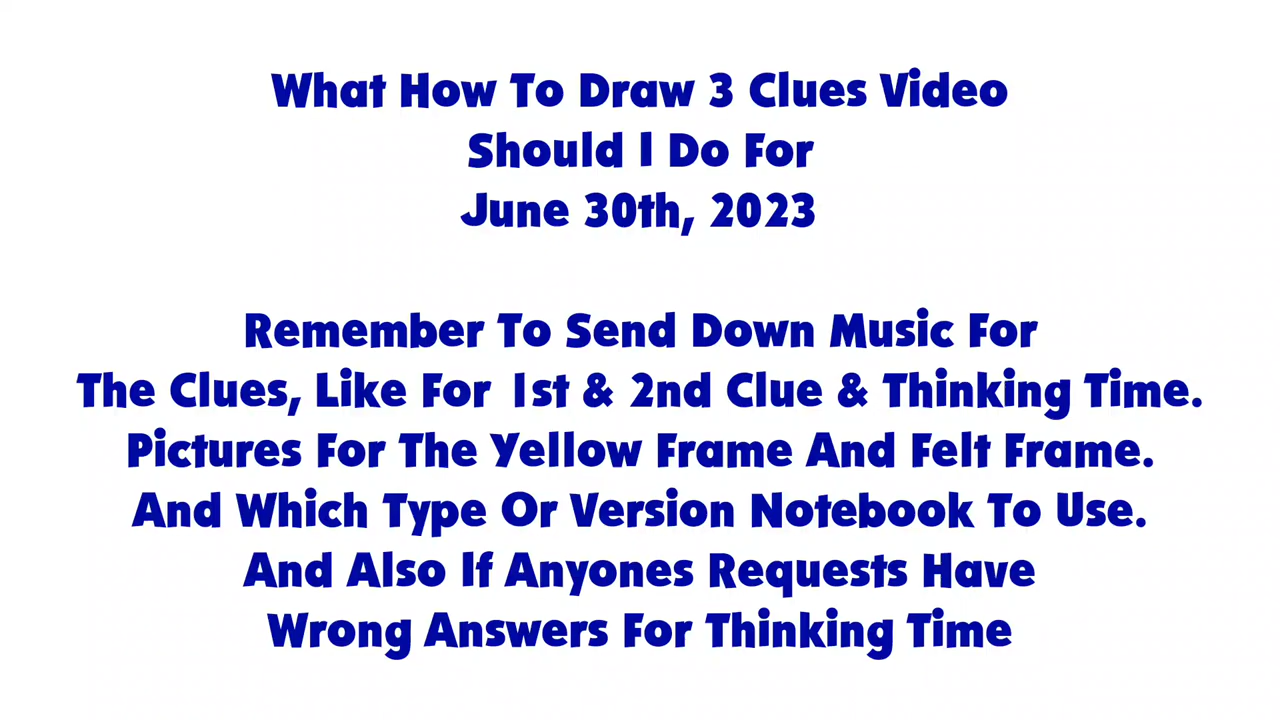 What How To Draw 3 Clues Video
Should I Do For
June 30th, 2023
Remember To Send Down Music For
The Clues, Like For 1st & 2nd Clue & Thinking Time.
Pictures For The Yellow Frame And Felt Frame.
And Which Type Or Version Notebook To Use.
And Also If Anyones Requests Have
Wrong Answers For Thinking Time